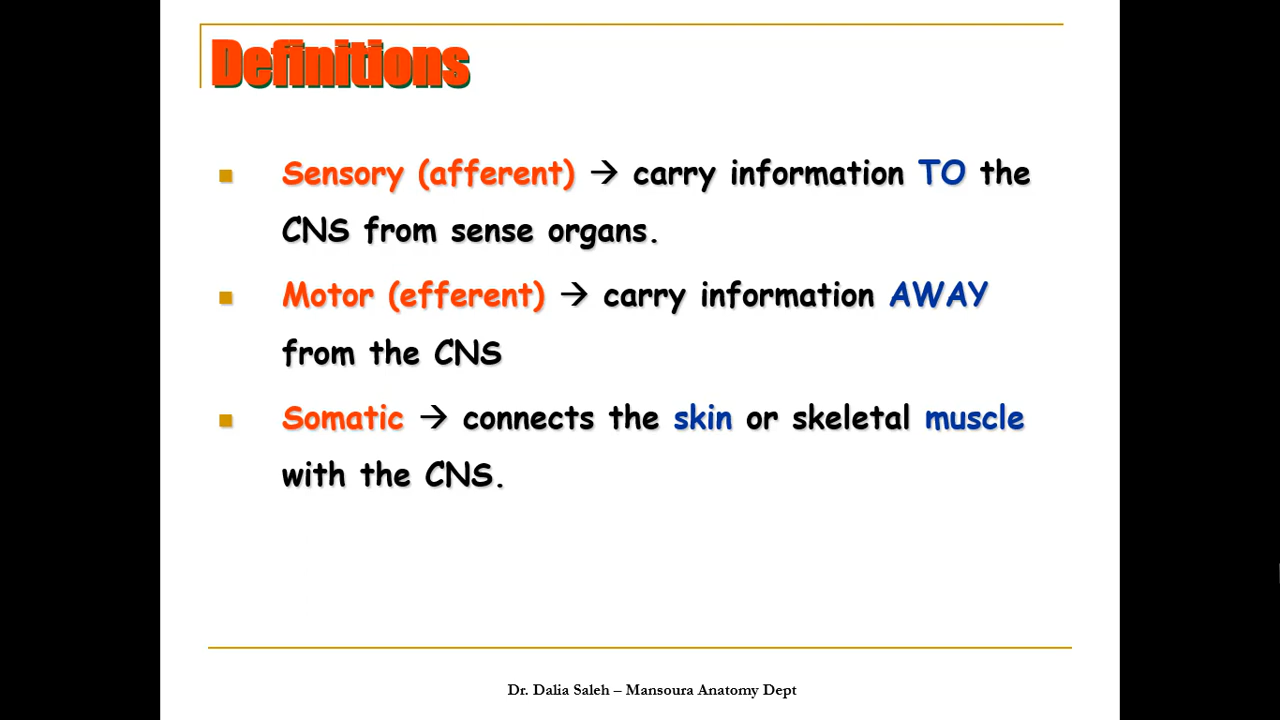 Definitions
Sensory (afferent) → carry information TO the
CNS from sense organs.
Motor (efferent) → carry information AWAY
from the CNS
Somatic → connects the skin or skeletal muscle
with the CNS.
Dr. Dalia Saleh – Mansoura Anatomy Dept